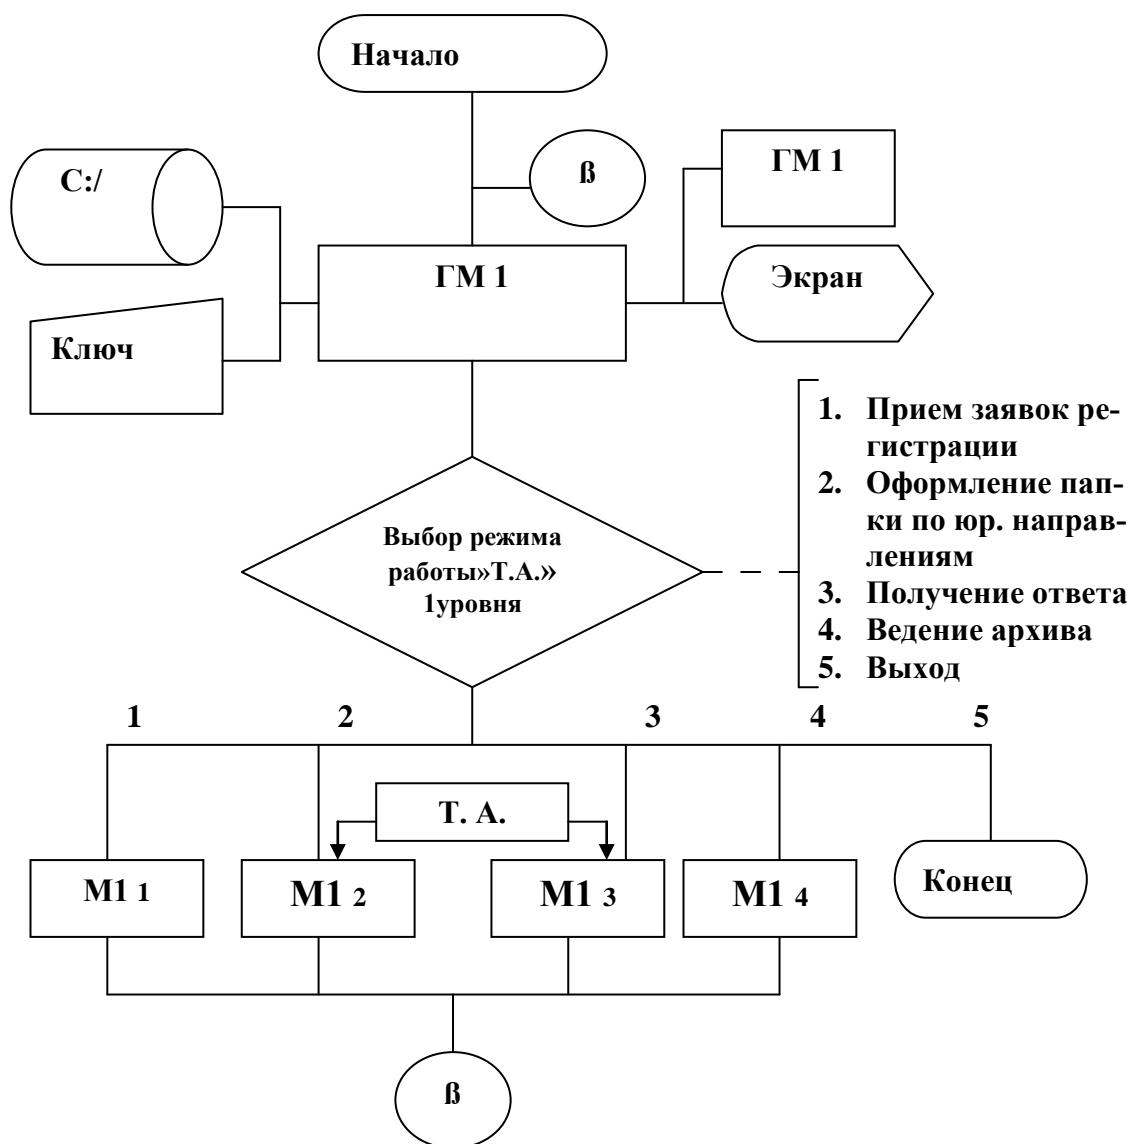 Начало
ß
ГМ 1
С:/
ГМ 1
Экран
Ключ
1. Прием заявок ре-
гистрации
2. Оформление пап-
ки по юр. направ-
лениям
3. Получение ответа
4. Ведение архива
5. Выход
Выбор режима
работы»Т.А.»
1уровня
1 2 3 4 5
Т. А.
М1 1
М1 2
М1 3
М1 4
Конец
ß